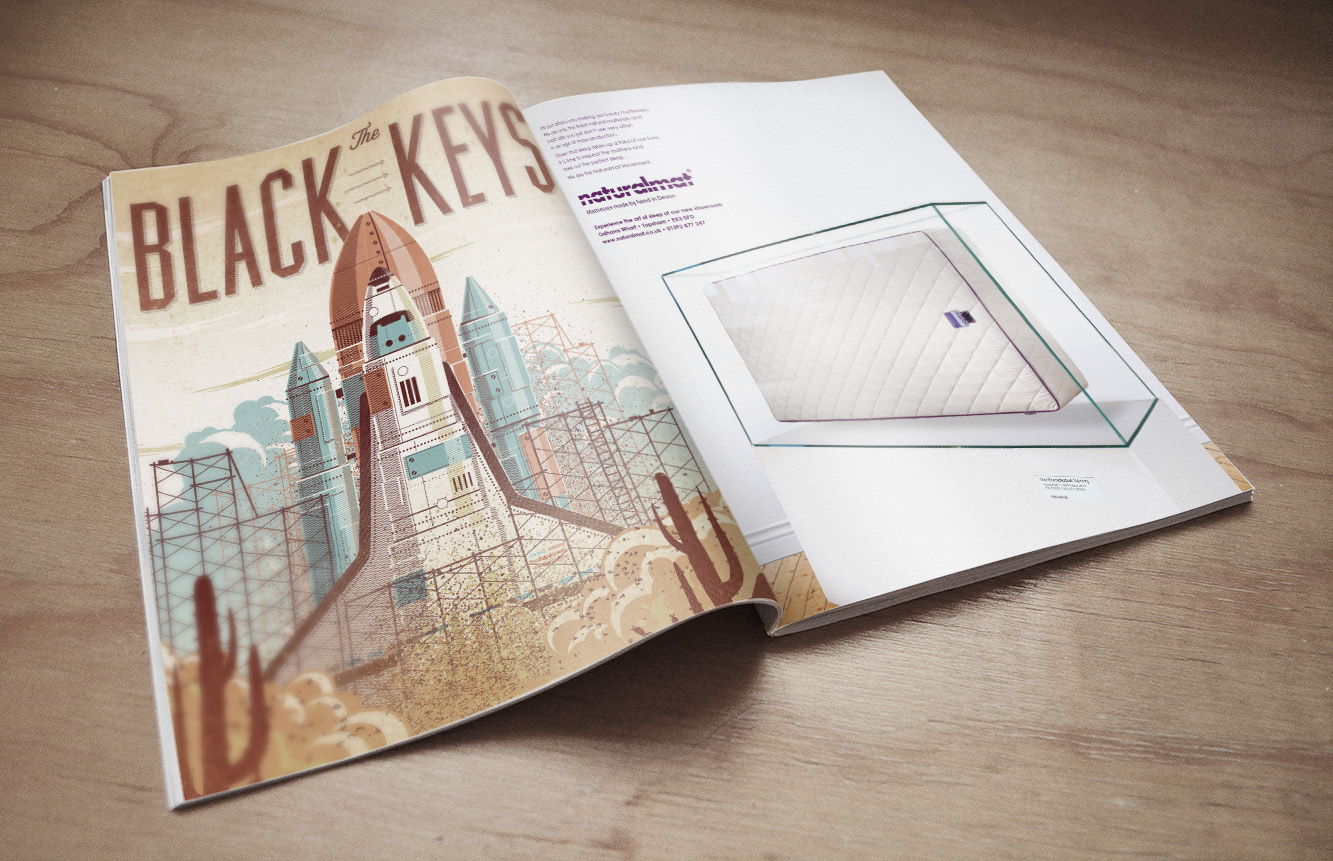 The
BLACK KEYS
We put artistry into making our luxury mattresses.
We use only the finest natural materials and
craft with you just don't see very often
in an age of mass production.
Given that sleep takes up a third of our lives,
it is time to respect the mattress and
seek out the perfect sleep.
We are the Naturalmat Movement.
naturalmat®
Mattresses made by hand in Devon
Experience The art of sleep at our new showroom
Odhams Wharf • Topsham • EX3 0PD
www.naturalmat.co.uk • 01392 877 247